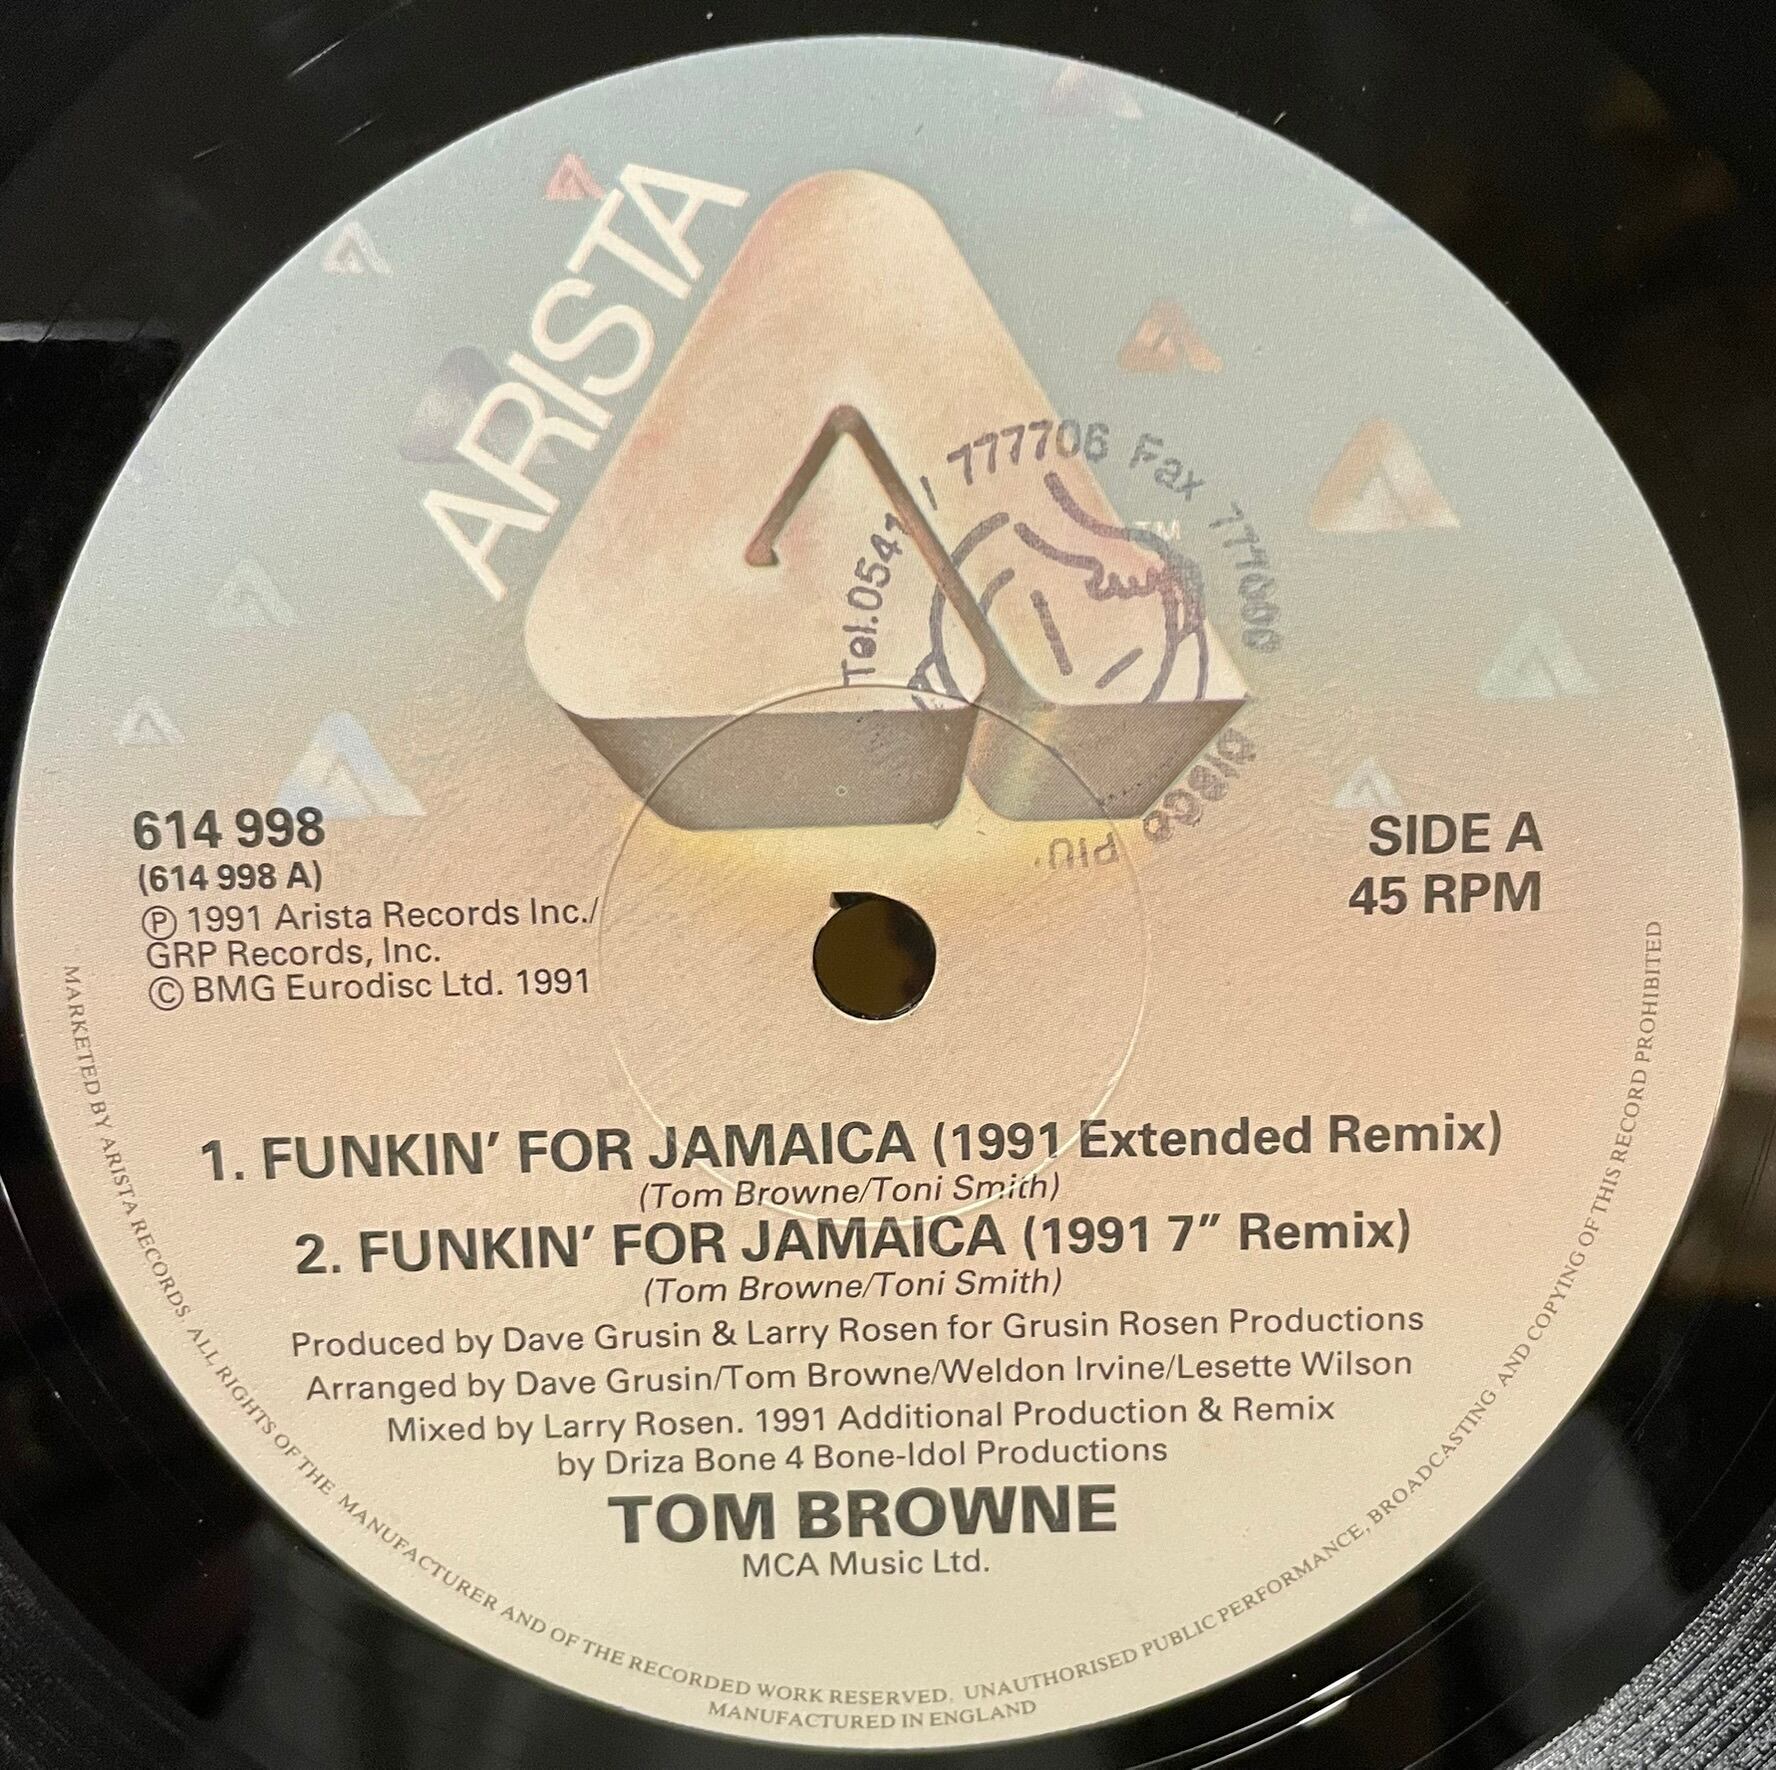 ARISTA
TM
Tel.0541 / 777706 Fax 777000
DISCO PIU'
614 998
(614 998 A)
℗ 1991 Arista Records Inc./
GRP Records, Inc.
© BMG Eurodisc Ltd. 1991
SIDE A
45 RPM
1. FUNKIN' FOR JAMAICA (1991 Extended Remix)
(Tom Browne/Toni Smith)
2. FUNKIN' FOR JAMAICA (1991 7" Remix)
(Tom Browne/Toni Smith)
Produced by Dave Grusin & Larry Rosen for Grusin Rosen Productions
Arranged by Dave Grusin/Tom Browne/Weldon Irvine/Lesette Wilson
Mixed by Larry Rosen. 1991 Additional Production & Remix
by Driza Bone 4 Bone-Idol Productions
TOM BROWNE
MCA Music Ltd.
MARKETED BY ARISTA RECORDS. ALL RIGHTS OF THE MANUFACTURER AND OF THE RECORDED WORK RESERVED. UNAUTHORISED PUBLIC PERFORMANCE, BROADCASTING AND COPYING OF THIS RECORD PROHIBITED
MANUFACTURED IN ENGLAND